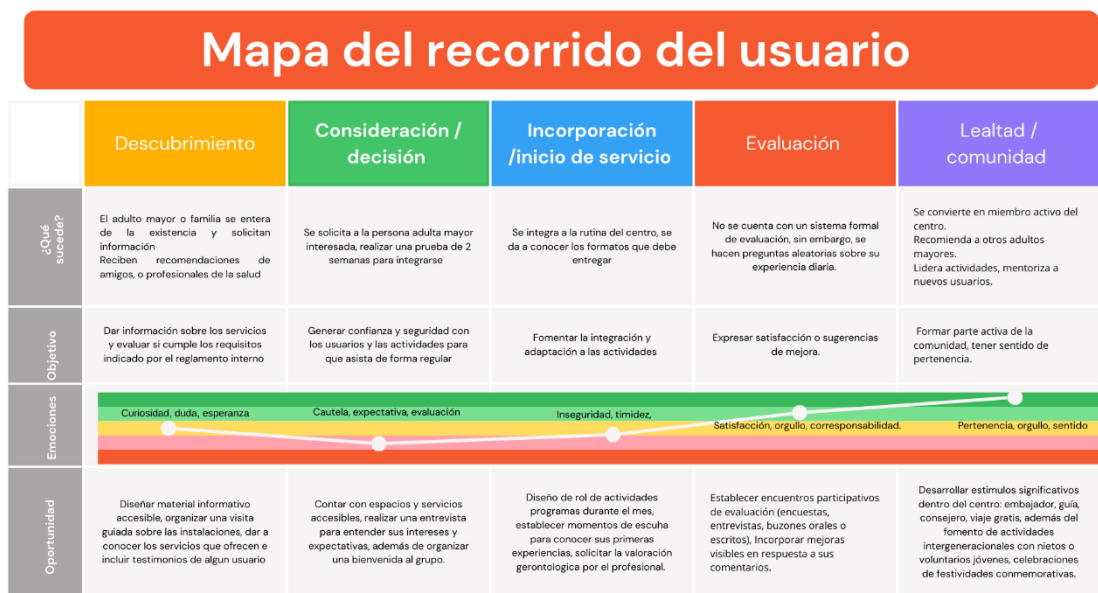 Mapa del recorrido del usuario
Descubrimiento
Consideración /
decisión
Incorporación
/inicio de servicio
Evaluación
Lealtad /
comunidad
¿Qué
sucede?
El adulto mayor o familia se entera
de la existencia y solicitan
información
Reciben recomendaciones de
amigos, o profesionales de la salud
Se solicita a la persona adulta mayor
interesada, realizar una prueba de 2
semanas para integrarse
Se integra a la rutina del centro, se
da a conocer los formatos que debe
entregar
No se cuenta con un sistema formal
de evaluación, sin embargo, se
hacen preguntas aleatorias sobre su
experiencia diaria.
Se convierte en miembro activo del
centro.
Recomienda a otros adultos
mayores.
Lidera actividades, mentoriza a
nuevos usuarios.
Objetivo
Dar información sobre los servicios
y evaluar si cumple los requisitos
indicado por el reglamento interno
Generar confianza y seguridad con
los usuarios y las actividades para
que asista de forma regular
Fomentar la integración y
adaptación a las actividades
Expresar satisfacción o sugerencias
de mejora.
Formar parte activa de la
comunidad, tener sentido de
pertenencia.
Emociones
Curiosidad, duda, esperanza
Cautela, expectativa, evaluación
Inseguridad, timidez,
Satisfacción, orgullo, corresponsabilidad.
Pertenencia, orgullo, sentido
Oportunidad
Diseñar material informativo
accesible, organizar una visita
guiada sobre las instalaciones, dar a
conocer los servicios que ofrecen e
incluir testimonios de algun usuario
Contar con espacios y servicios
accesibles, realizar una entrevista
para entender sus intereses y
expectativas, además de organizar
una bienvenida al grupo.
Diseño de rol de actividades
programas durante el mes,
establecer momentos de escuha
para conocer sus primeras
experiencias, solicitar la valoración
gerontologica por el profesional.
Establecer encuentros participativos
de evaluación (encuestas,
entrevistas, buzones orales o
escritos), Incorporar mejoras
visibles en respuesta a sus
comentarios.
Desarrollar estimulos significativos
dentro del centro: embajador, guía,
consejero, viaje gratis, además del
fomento de actividades
intergeneracionales con nietos o
voluntarios jóvenes, celebraciones
de festividades conmemorativas.